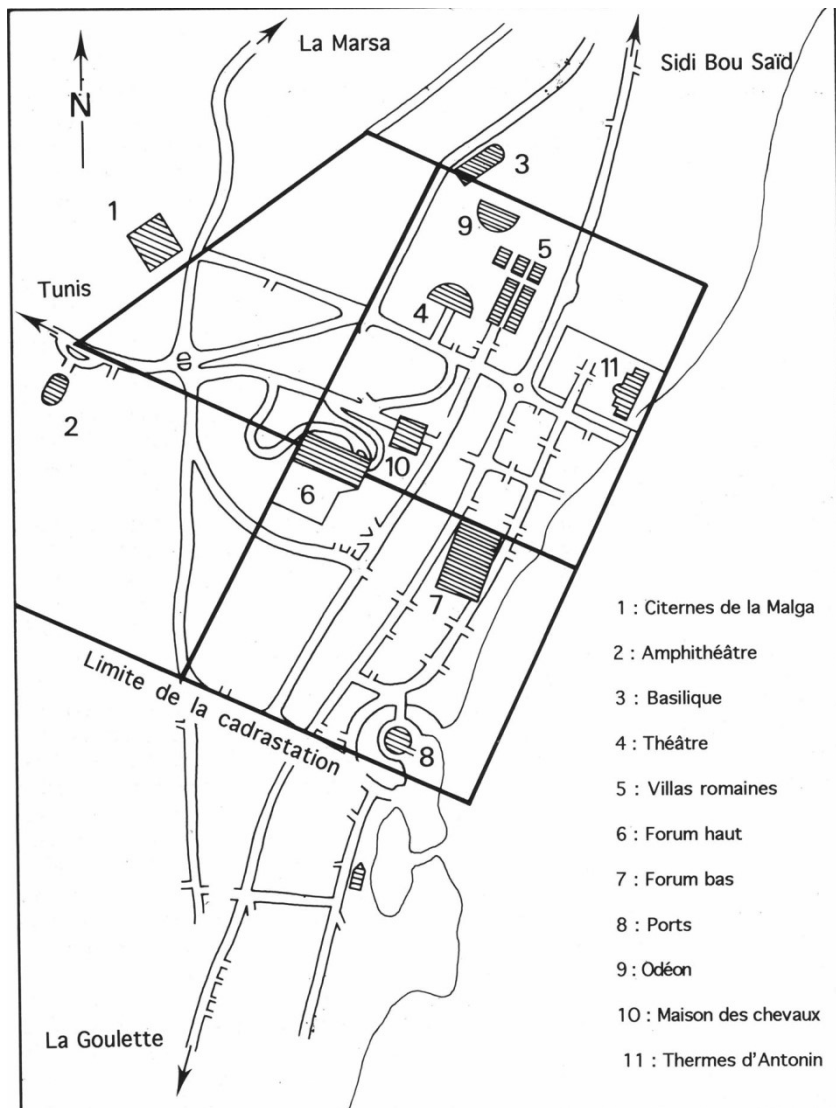 La Marsa
Sidi Bou Saïd
N
3
1
9
5
Tunis
4
11
2
10
6
7
Limite de la cadrastation
8
1 : Citernes de la Malga
2 : Amphithéâtre
3 : Basilique
4 : Théâtre
5 : Villas romaines
6 : Forum haut
7 : Forum bas
8 : Ports
9 : Odéon
10 : Maison des chevaux
11 : Thermes d'Antonin
La Goulette